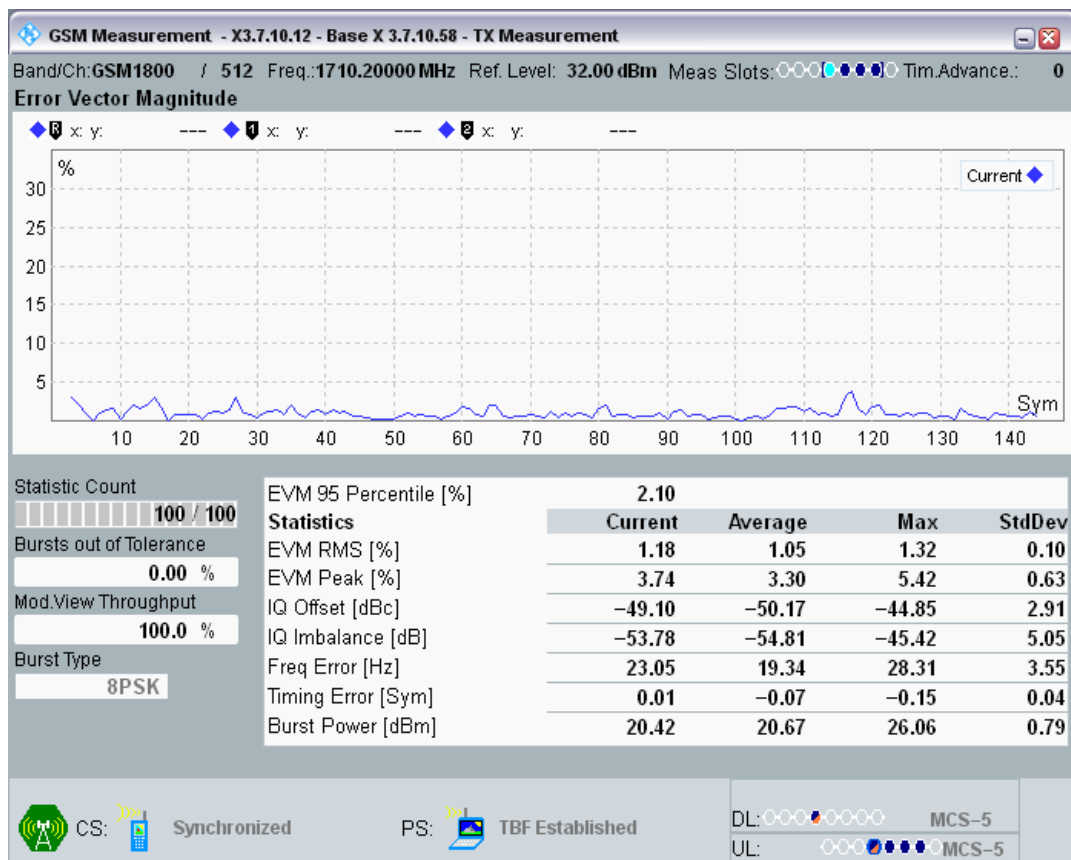 GSM Measurement - X3.7.10.12 - Base X 3.7.10.58 - TX Measurement
Band/Ch:GSM1800 / 512 Freq.:1710.20000 MHz Ref. Level: 32.00 dBm Meas Slots: Tim.Advance.: 0
Error Vector Magnitude
R x: y: --- 1 x: y: --- 2 x: y: ---
%
Current
30
25
20
15
10
5
Sym
10 20 30 40 50 60 70 80 90 100 110 120 130 140
Statistic Count
100 / 100
Bursts out of Tolerance
0.00 %
Mod.View Throughput
100.0 %
Burst Type
8PSK
EVM 95 Percentile [%] 2.10
Statistics Current Average Max StdDev
EVM RMS [%] 1.18 1.05 1.32 0.10
EVM Peak [%] 3.74 3.30 5.42 0.63
IQ Offset [dBc] −49.10 −50.17 −44.85 2.91
IQ Imbalance [dB] −53.78 −54.81 −45.42 5.05
Freq Error [Hz] 23.05 19.34 28.31 3.55
Timing Error [Sym] 0.01 −0.07 −0.15 0.04
Burst Power [dBm] 20.42 20.67 26.06 0.79
CS: Synchronized PS: TBF Established
DL: MCS−5
UL: MCS−5